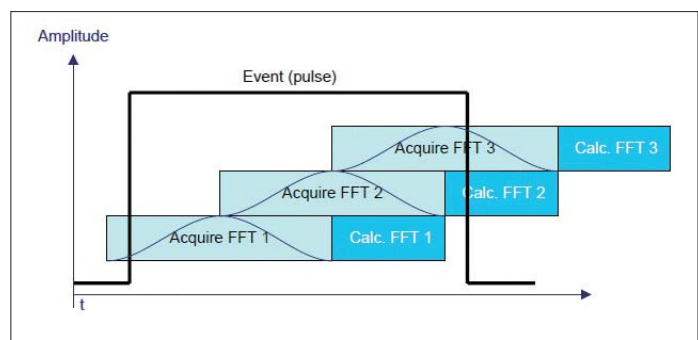 Amplitude
Event (pulse)
Acquire FFT 3
Calc. FFT 3
Acquire FFT 2
Calc. FFT 2
Acquire FFT 1
Calc. FFT 1
t